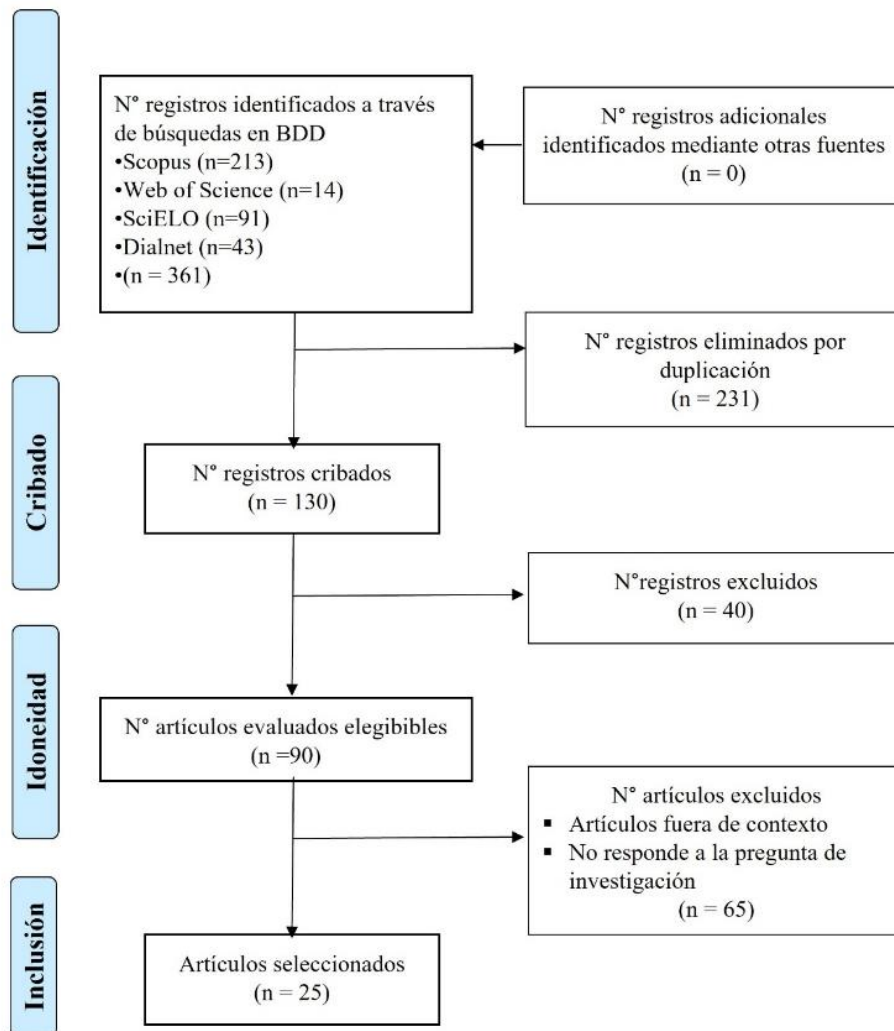 Identificación
N° registros identificados a través
de búsquedas en BDD
•Scopus (n=213)
•Web of Science (n=14)
•SciELO (n=91)
•Dialnet (n=43)
•(n = 361)
N° registros adicionales
identificados mediante otras fuentes
(n = 0)
N° registros eliminados por
duplicación
(n = 231)
Cribado
N° registros cribados
(n = 130)
N°registros excluidos
(n = 40)
Idoneidad
N° artículos evaluados elegibles
(n =90)
N° artículos excluidos
▪ Artículos fuera de contexto
▪ No responde a la pregunta de
investigación
(n = 65)
Inclusión
Artículos seleccionados
(n = 25)